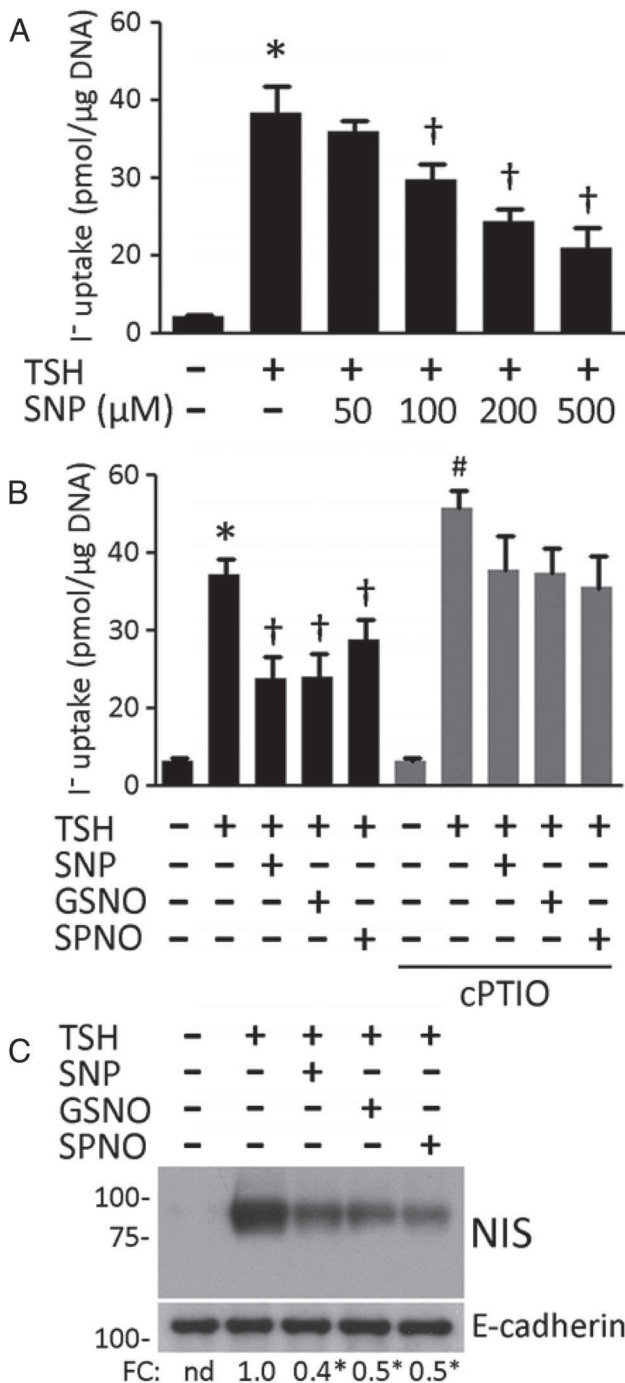 A
I⁻ uptake (pmol/µg DNA)
60
40
30
20
0
*
†
†
†
TSH − + + + + +
SNP (µM) − − 50 100 200 500
B
I⁻ uptake (pmol/µg DNA)
60
40
30
20
0
*
†
†
†
#
TSH − + + + + − + + + +
SNP − − + − − − − + − −
GSNO − − − + − − − − + −
SPNO − − − − + − − − − +
cPTIO
C
TSH − + + + +
SNP − − + − −
GSNO − − − + −
SPNO − − − − +
100-
75-
NIS
100-
E-cadherin
FC: nd 1.0 0.4* 0.5* 0.5*